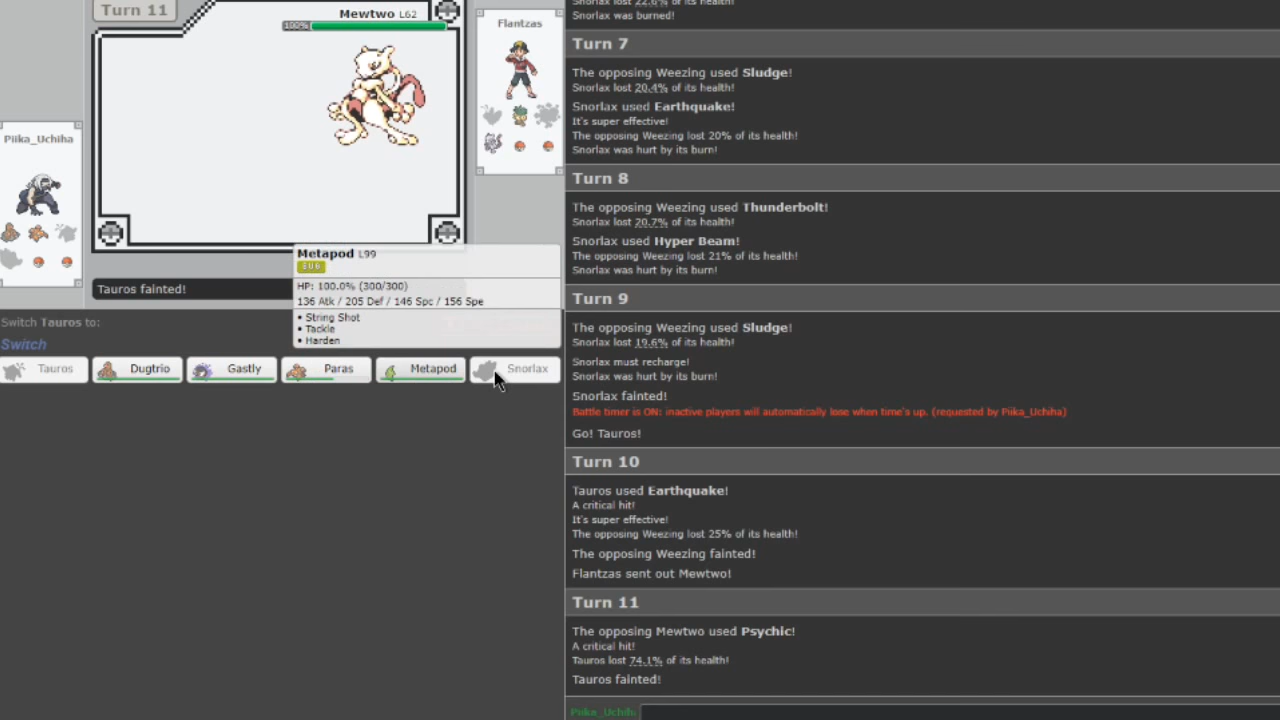 Turn 11
Mewtwo L62
100%
Flantzas
Piika_Uchiha
Tauros fainted!
Metapod L99
BUG
HP: 100.0% (300/300)
136 Atk / 205 Def / 146 Spc / 156 Spe
• String Shot
• Tackle
• Harden
Switch Tauros to:
Switch
Tauros
Dugtrio
Gastly
Paras
Metapod
Snorlax
Snorlax lost 22.6% of its health!
Snorlax was burned!
Turn 7
The opposing Weezing used Sludge!
Snorlax lost 20.4% of its health!
Snorlax used Earthquake!
It's super effective!
The opposing Weezing lost 20% of its health!
Snorlax was hurt by its burn!
Turn 8
The opposing Weezing used Thunderbolt!
Snorlax lost 20.7% of its health!
Snorlax used Hyper Beam!
The opposing Weezing lost 21% of its health!
Snorlax was hurt by its burn!
Turn 9
The opposing Weezing used Sludge!
Snorlax lost 19.6% of its health!
Snorlax must recharge!
Snorlax was hurt by its burn!
Snorlax fainted!
Battle timer is ON: inactive players will automatically lose when time's up. (requested by Piika_Uchiha)
Go! Tauros!
Turn 10
Tauros used Earthquake!
A critical hit!
It's super effective!
The opposing Weezing lost 25% of its health!
The opposing Weezing fainted!
Flantzas sent out Mewtwo!
Turn 11
The opposing Mewtwo used Psychic!
A critical hit!
Tauros lost 74.1% of its health!
Tauros fainted!